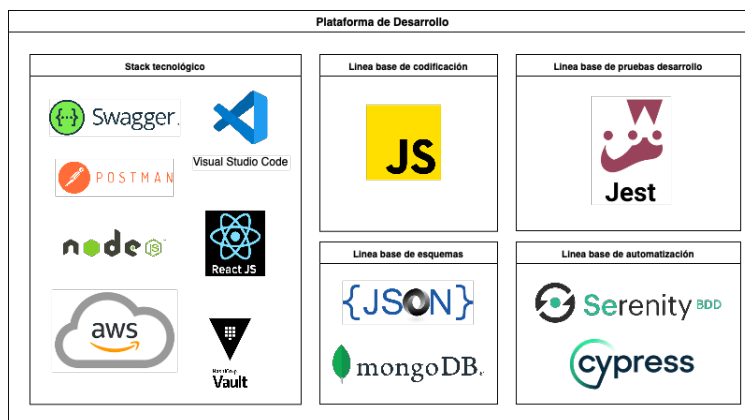 Plataforma de Desarrollo
Stack tecnológico
Swagger.
Visual Studio Code
POSTMAN
node
JS
React JS
aws
HashiCorp
Vault
Linea base de codificación
JS
Linea base de pruebas desarrollo
Jest
Linea base de esquemas
{JSON}
mongoDB
Linea base de automatización
Serenity BDD
cypress